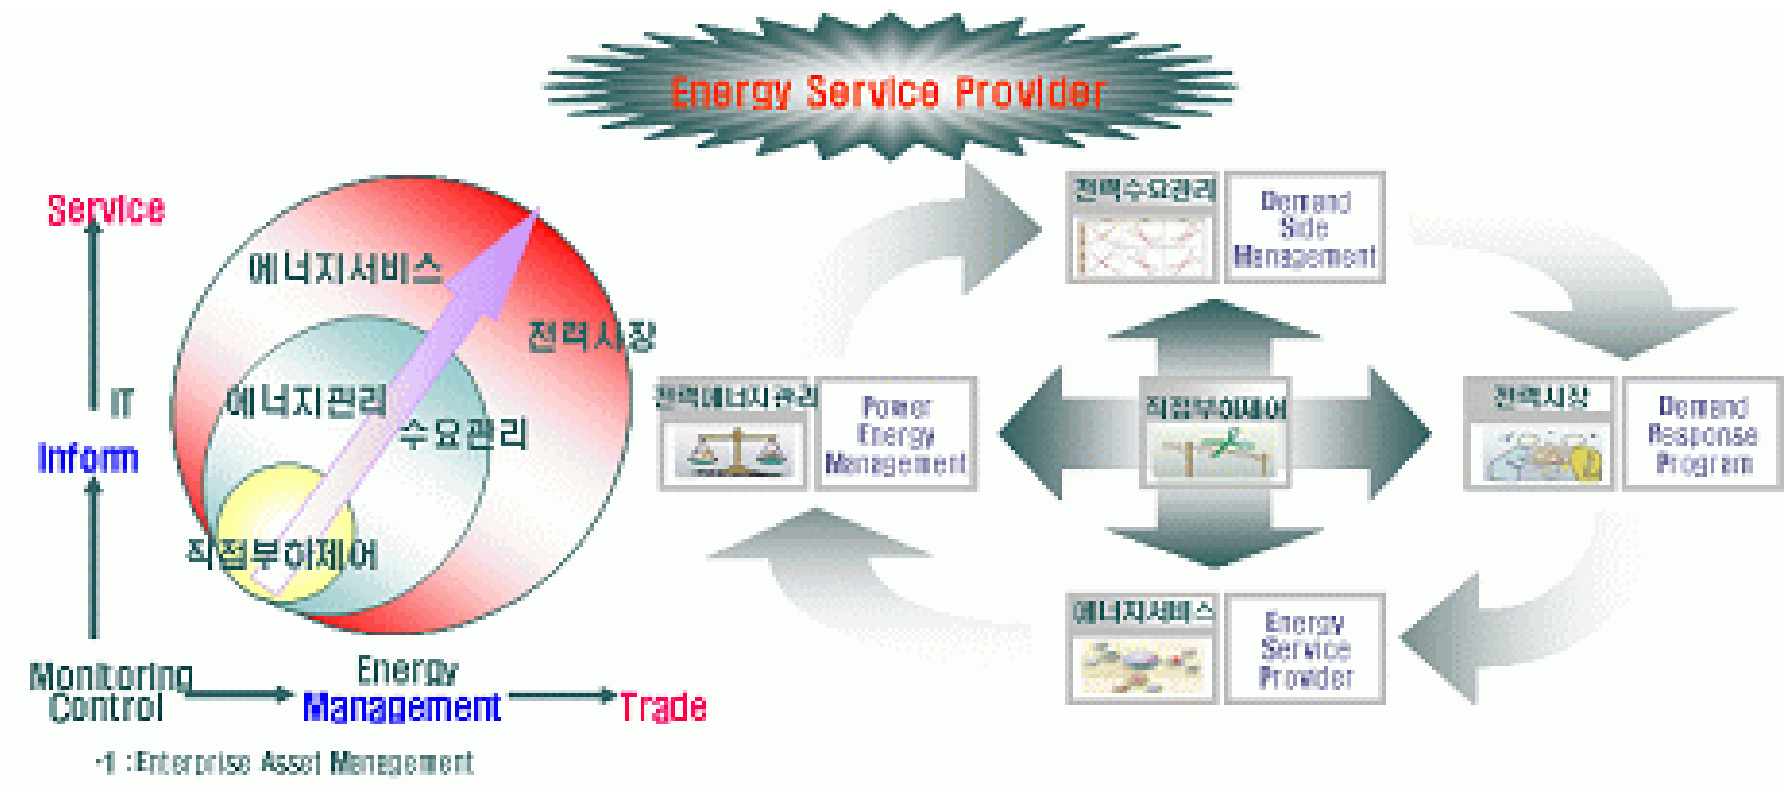 Energy Service Provider
Service
에너지서비스
전력시장
IT
에너지관리
수요관리
Inform
직접부하제어
Monitoring
Control
Energy
Management
Trade
-1 : Enterprise Asset Management
전력수요관리
Demand
Side
Management
전력에너지관리
Power
Energy
Management
직접부하제어
전력시장
Demand
Response
Program
에너지서비스
Energy
Service
Provider